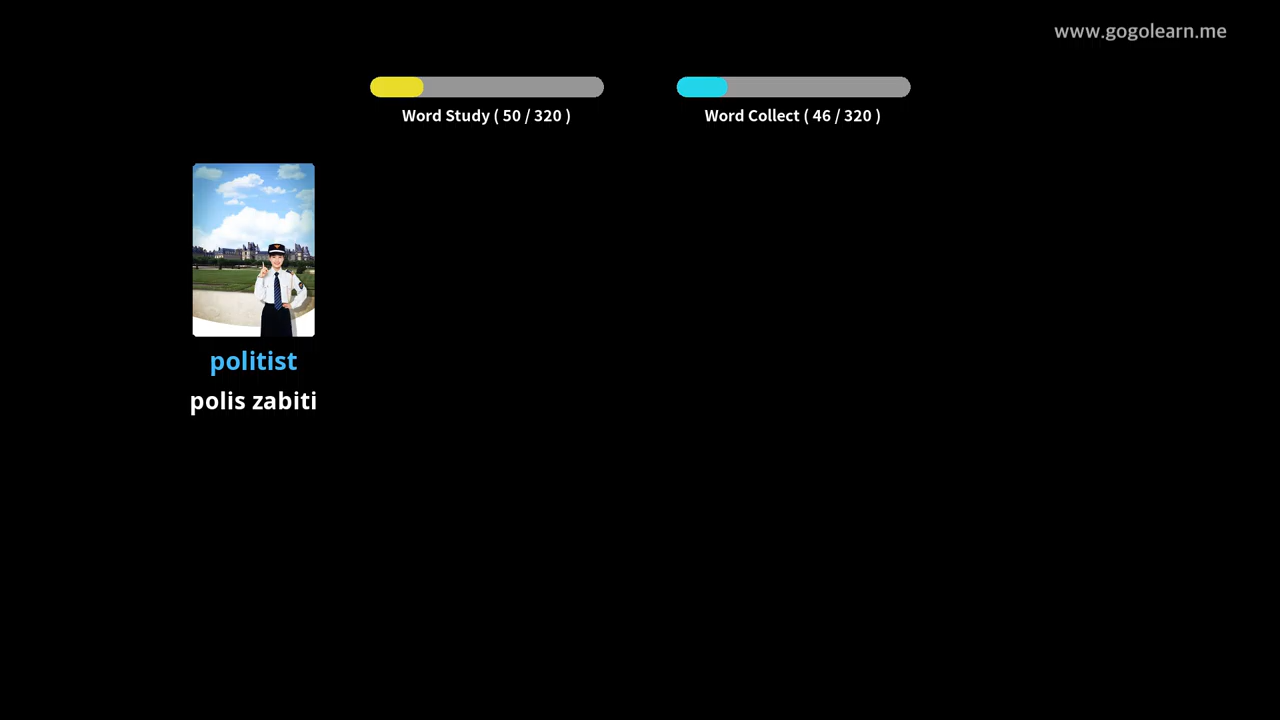 www.gogolearn.me
Word Study ( 50 / 320 )
Word Collect ( 46 / 320 )
politist
polis zabiti